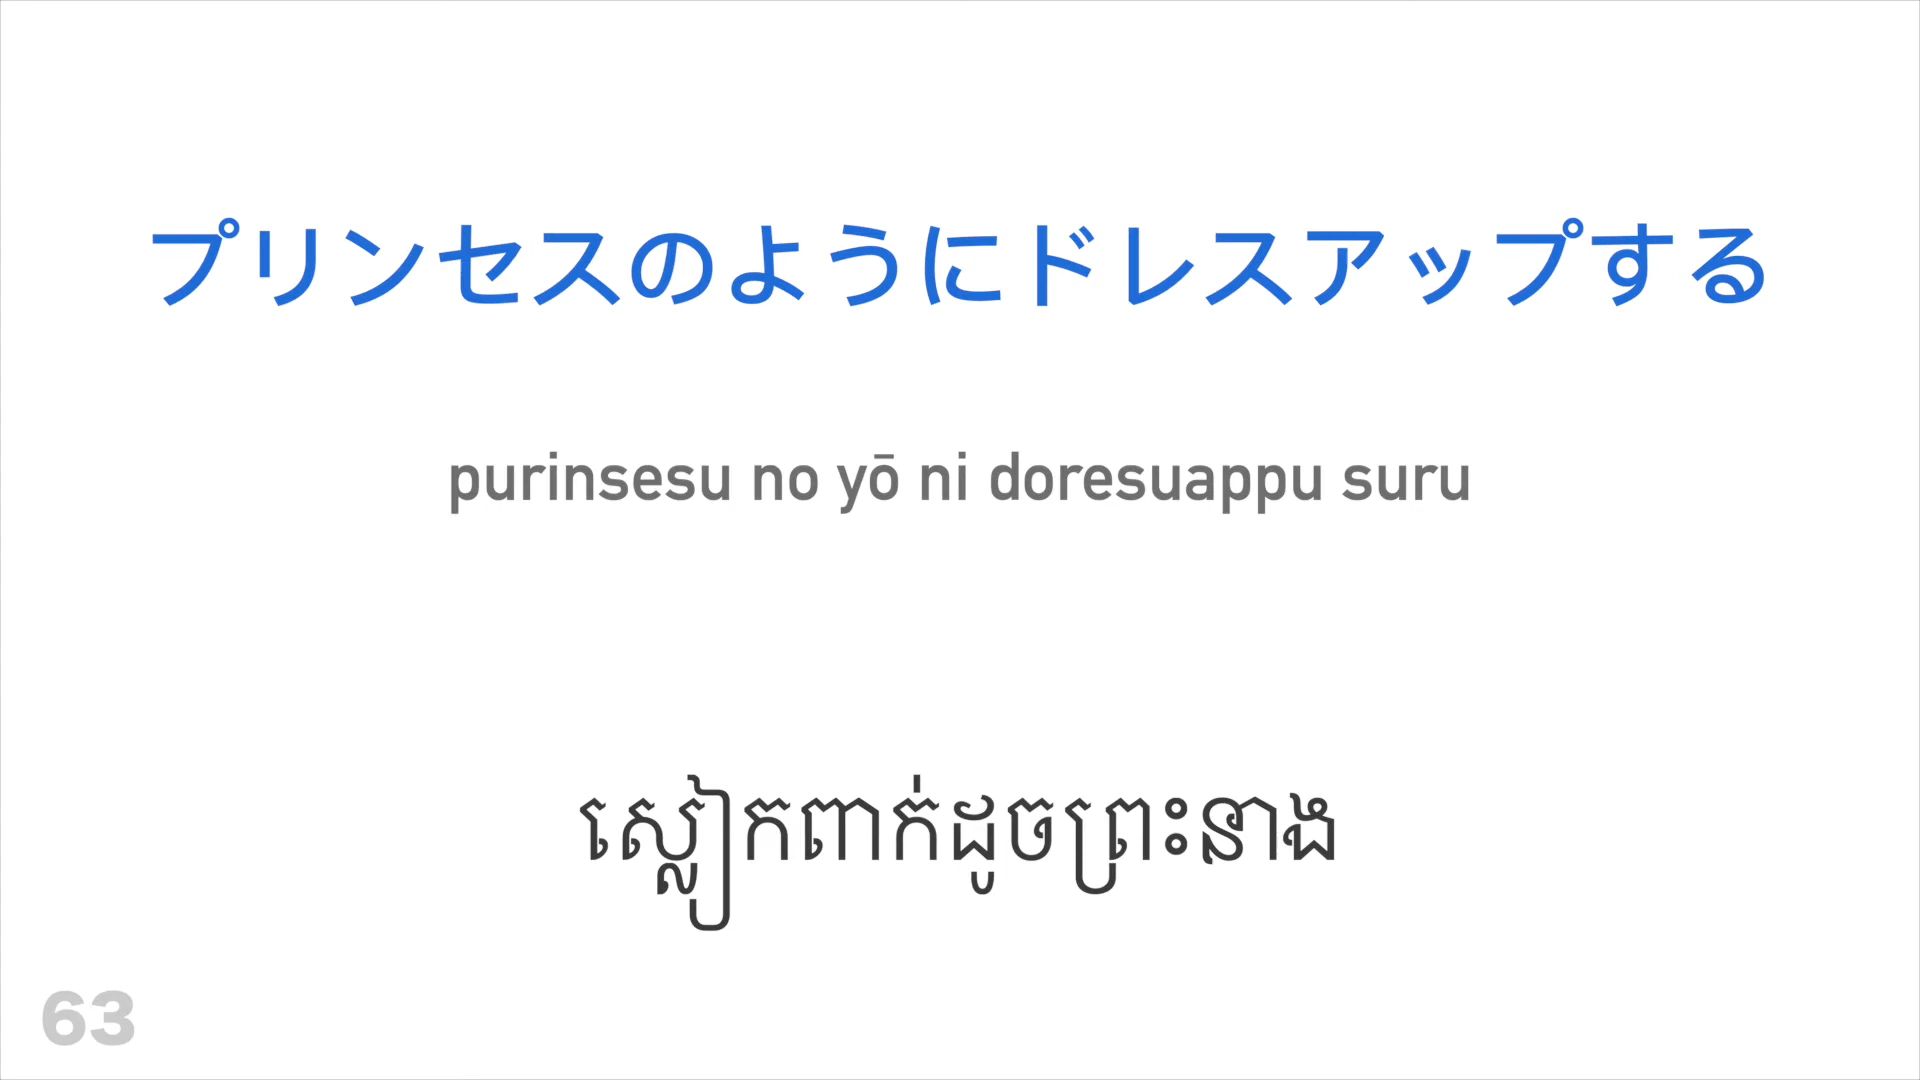 プリンセスのようにドレスアップする
purinsesu no yō ni doresuappu suru
ស្លៀកពាក់ដូចព្រះនាង
63